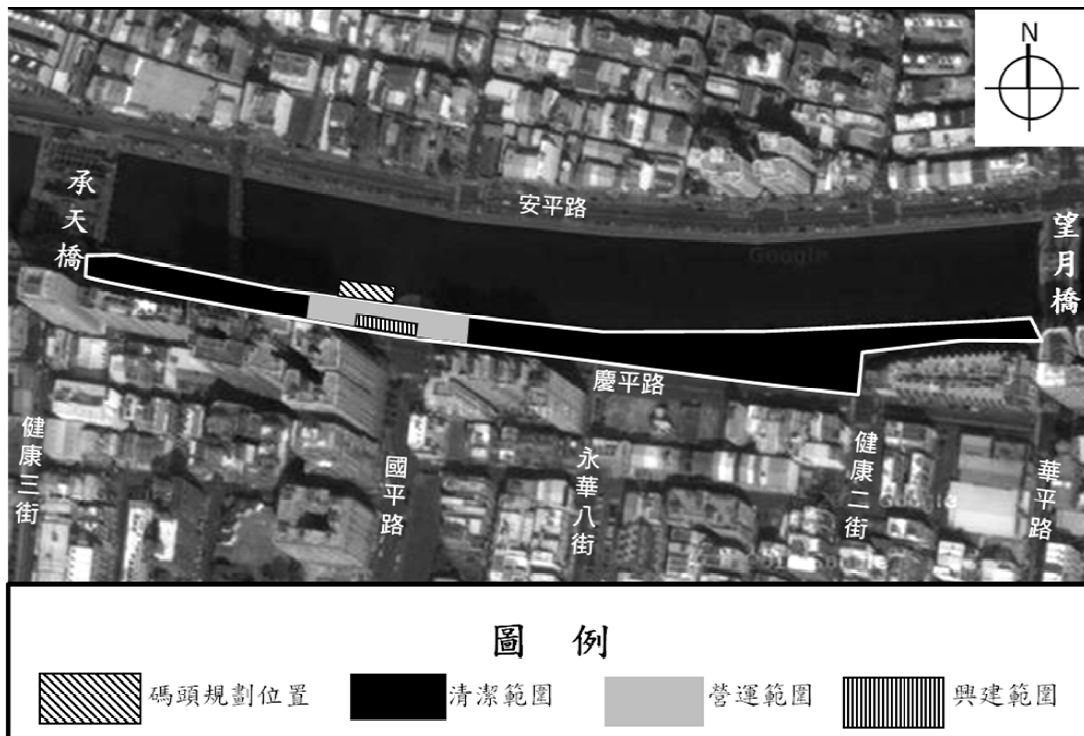 N
承天橋
安平路
望月橋
Google
慶平路
健康三街
國平路
永華八街
健康二街
華平路
圖 例
碼頭規劃位置
清潔範圍
營運範圍
興建範圍